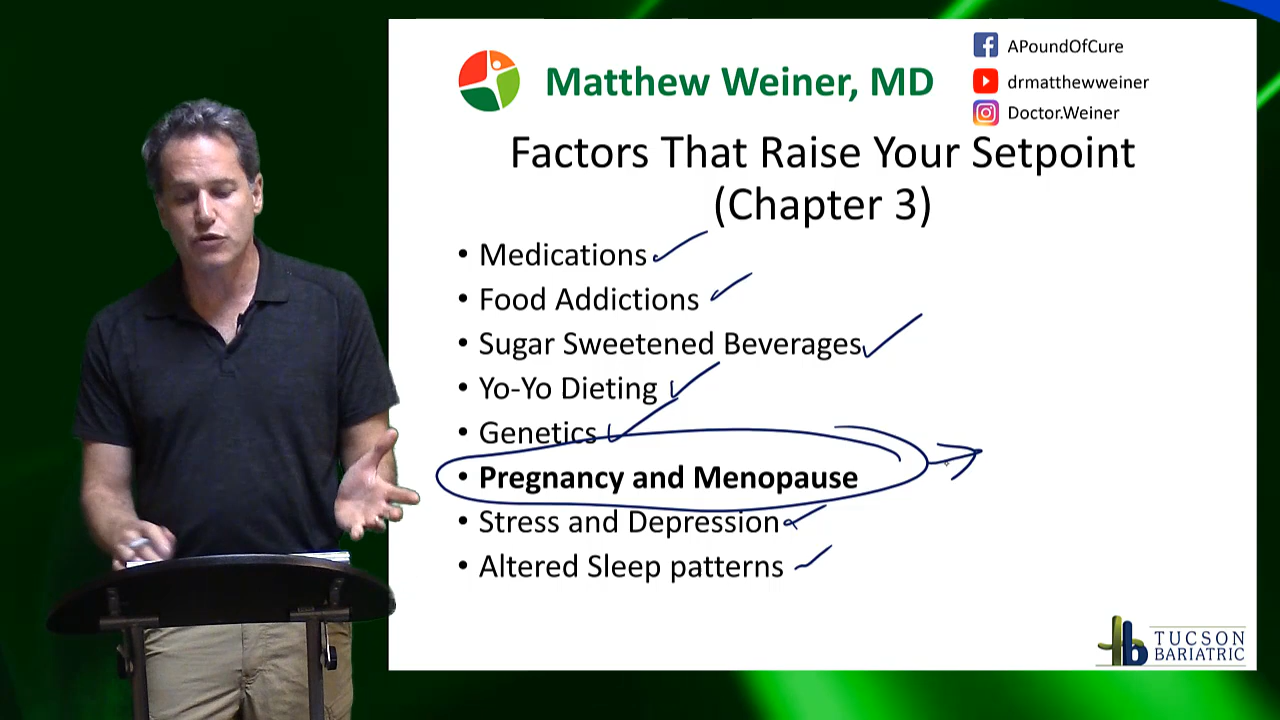 Matthew Weiner, MD
APoundOfCure
drmatthewweiner
Doctor.Weiner
Factors That Raise Your Setpoint
(Chapter 3)
• Medications
• Food Addictions
• Sugar Sweetened Beverages
• Yo-Yo Dieting
• Genetics
• Pregnancy and Menopause
• Stress and Depression
• Altered Sleep patterns
TUCSON
BARIATRIC